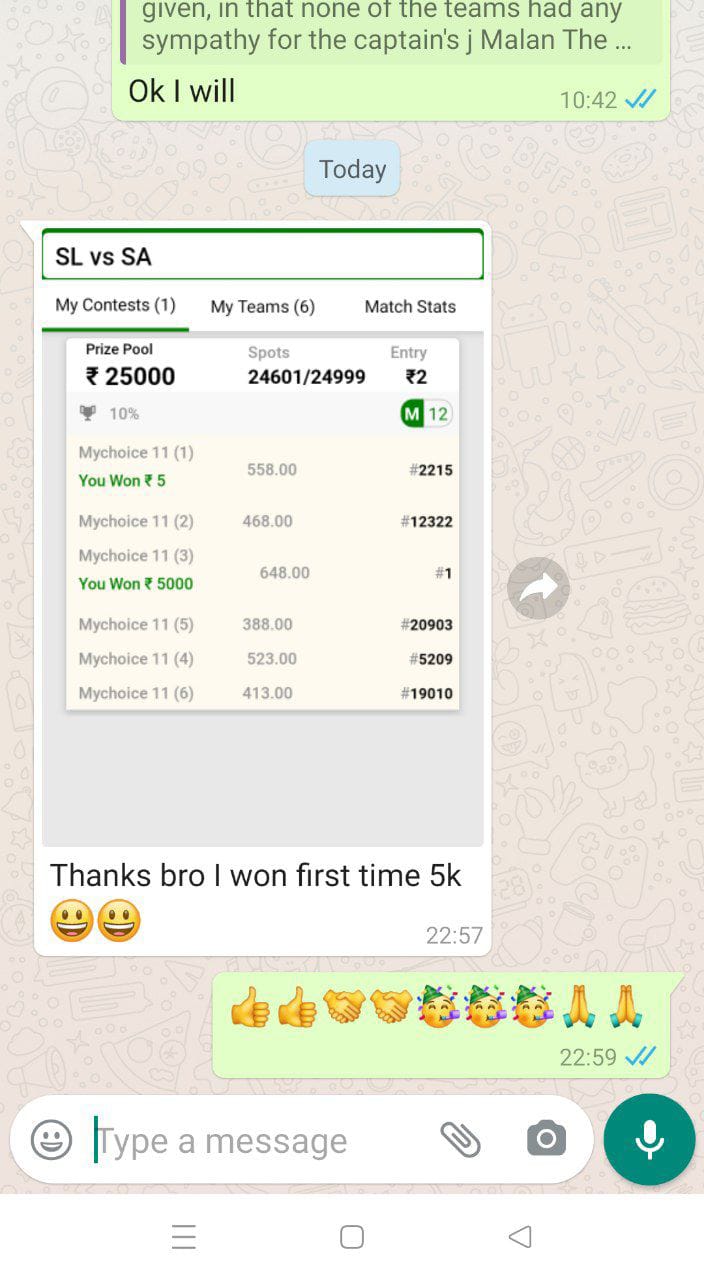 given, in that none of the teams had any
sympathy for the captain's j Malan The ...
Ok I will
10:42
Today
SL vs SA
My Contests (1) My Teams (6) Match Stats
Prize Pool Spots Entry
₹ 25000 24601/24999 ₹2
10% M 12
Mychoice 11 (1)
You Won ₹ 5 558.00 #2215
Mychoice 11 (2) 468.00 #12322
Mychoice 11 (3)
You Won ₹ 5000 648.00 #1
Mychoice 11 (5) 388.00 #20903
Mychoice 11 (4) 523.00 #5209
Mychoice 11 (6) 413.00 #19010
Thanks bro I won first time 5k
😃😃
22:57
👍👍🤝🤝🥳🥳🥳🙏🙏
22:59
Type a message